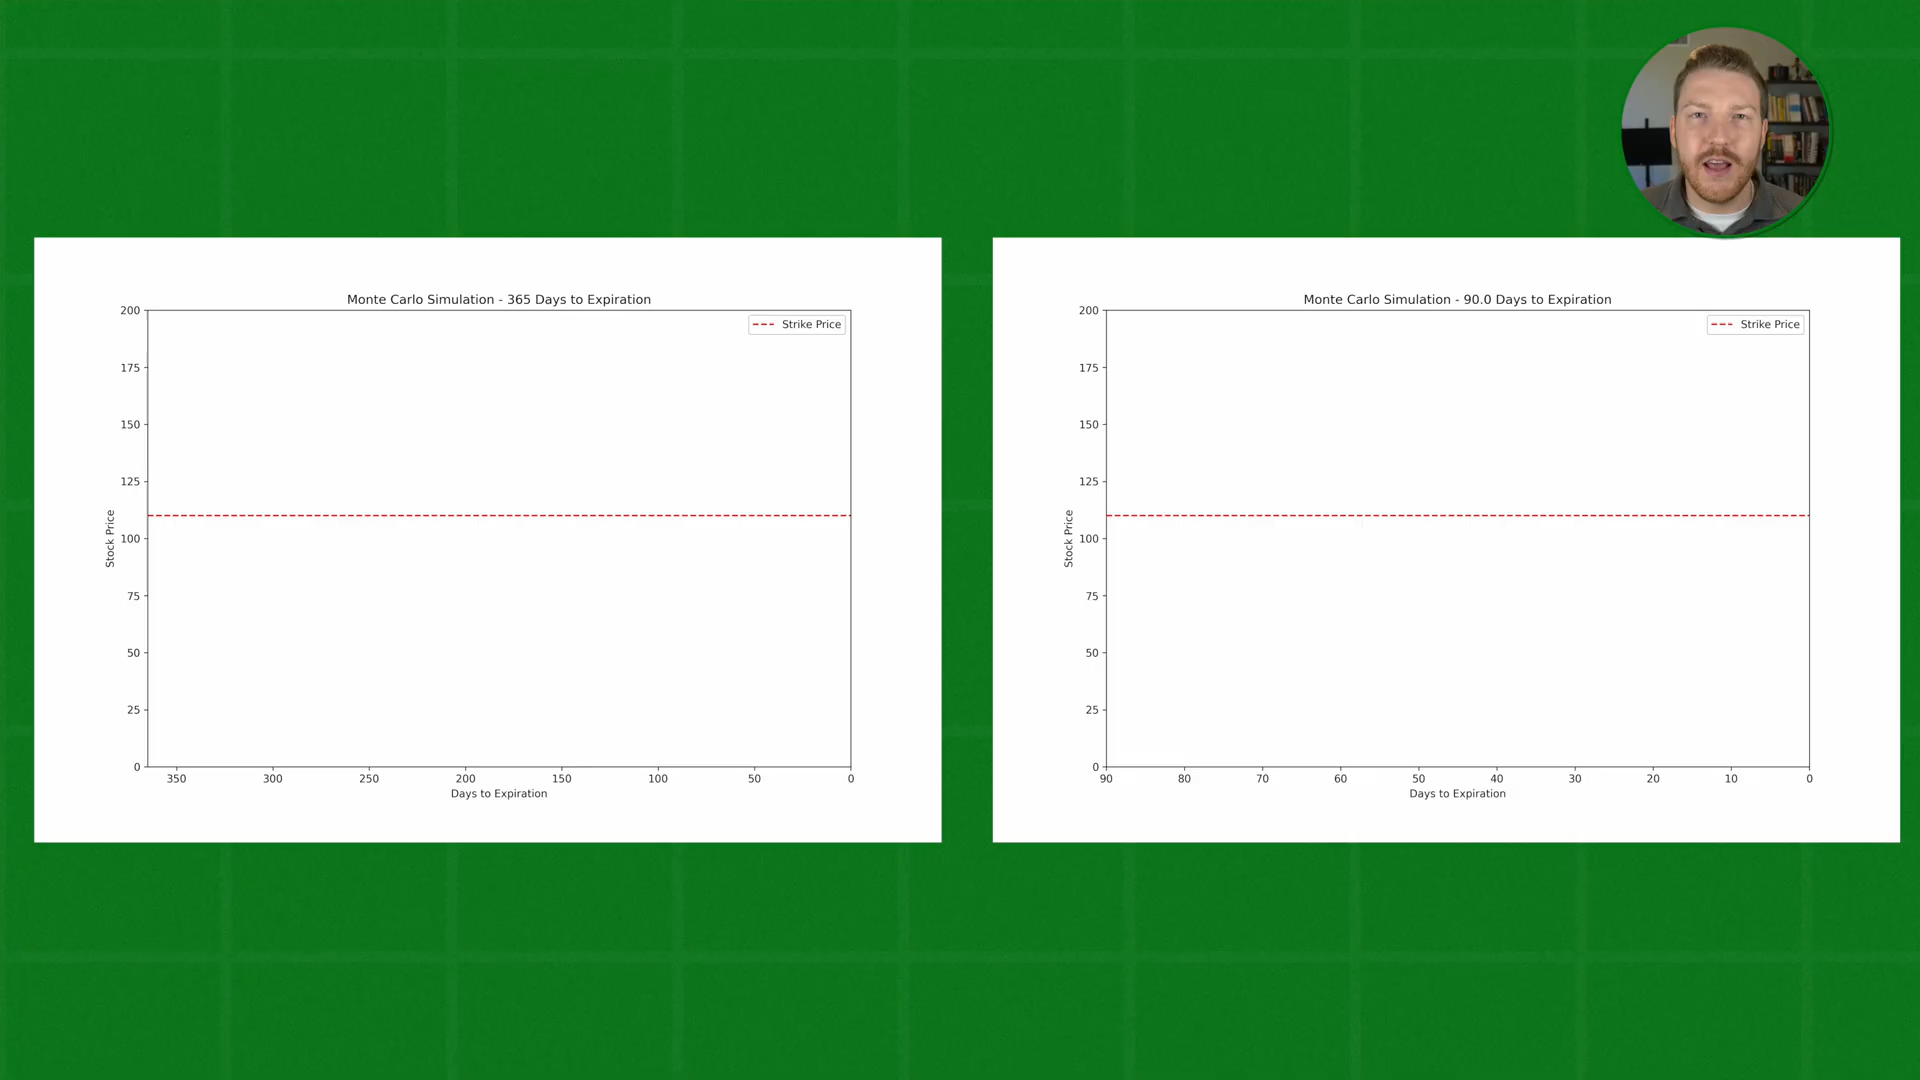 Monte Carlo Simulation - 365 Days to Expiration
Strike Price
200
175
150
125
100
75
50
25
0
Stock Price
350 300 250 200 150 100 50 0
Days to Expiration
Monte Carlo Simulation - 90.0 Days to Expiration
Strike Price
200
175
150
125
100
75
50
25
0
Stock Price
90 80 70 60 50 40 30 20 10 0
Days to Expiration